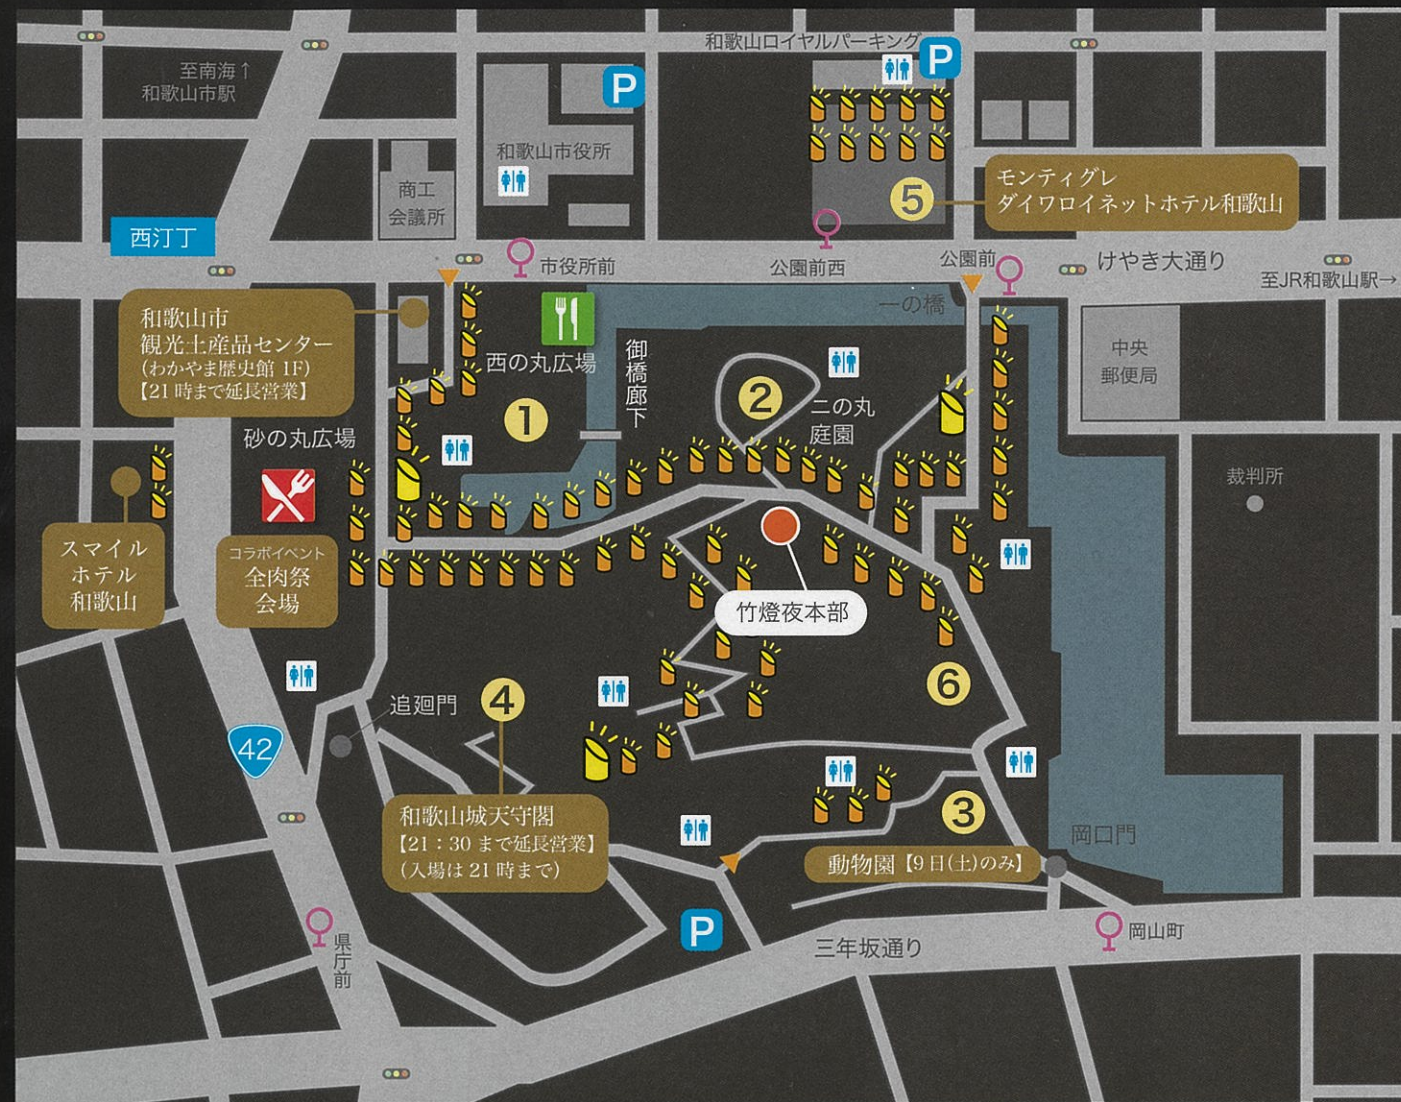 和歌山ロイヤルパーキング
P
P
至南海↑
和歌山市駅
和歌山市役所
商工
会議所
モンティグレ
ダイワロイネットホテル和歌山
5
西汀丁
市役所前
公園前西
公園前
けやき大通り
至JR和歌山駅→
一の橋
和歌山市
観光土産品センター
(わかやま歴史館 1F)
【21時まで延長営業】
西の丸広場
御橋廊下
中央
郵便局
1
2
二の丸
庭園
砂の丸広場
裁判所
スマイル
ホテル
和歌山
コラボイベント
全肉祭
会場
竹燈夜本部
6
追廻門
4
42
和歌山城天守閣
【21：30 まで延長営業】
(入場は21時まで)
3
動物園【9日(土)のみ】
岡口門
P
県庁前
三年坂通り
岡山町